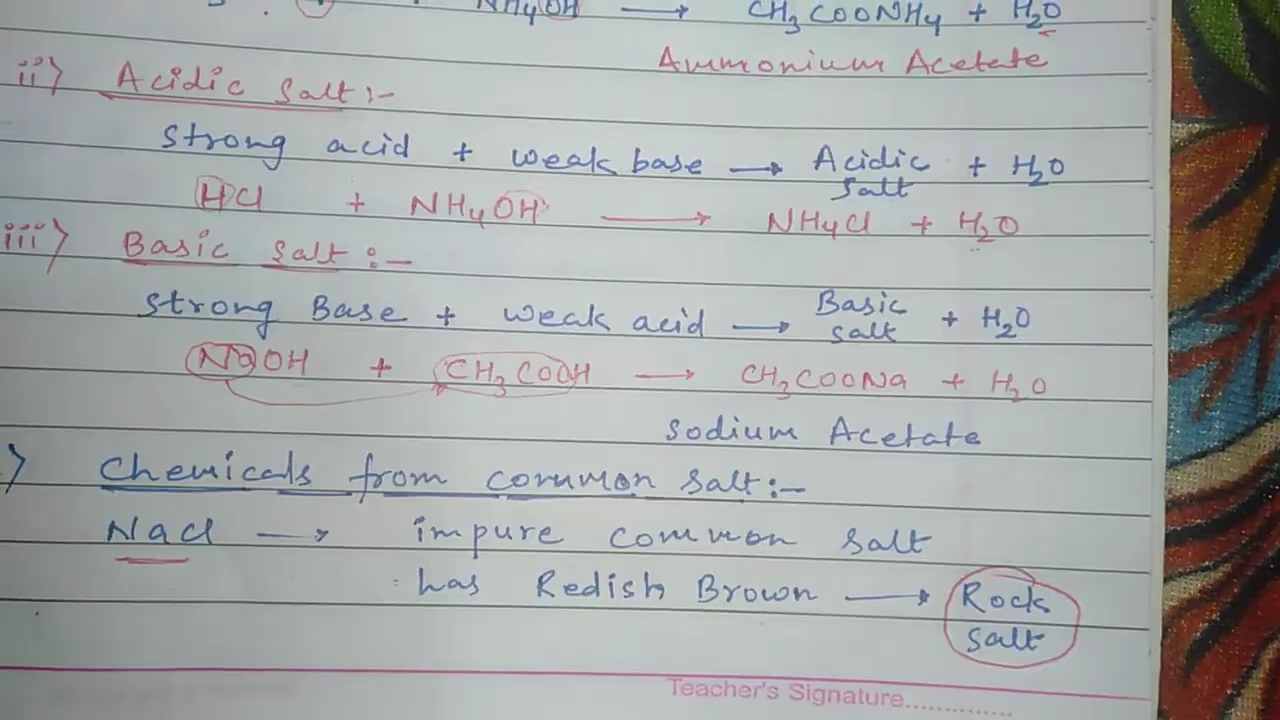 NH4OH → CH3COONH4 + H2O
Ammonium Acetate
ii) Acidic Salt:-
Strong acid + weak base → Acidic Salt + H2O
HCl + NH4OH → NH4Cl + H2O
iii) Basic Salt:-
Strong Base + weak acid → Basic salt + H2O
NaOH + CH3COOH → CH3COONa + H2O
Sodium Acetate
) Chemicals from common salt:-
NaCl → impure common salt
has Redish Brown → Rock Salt
Teacher's Signature..............